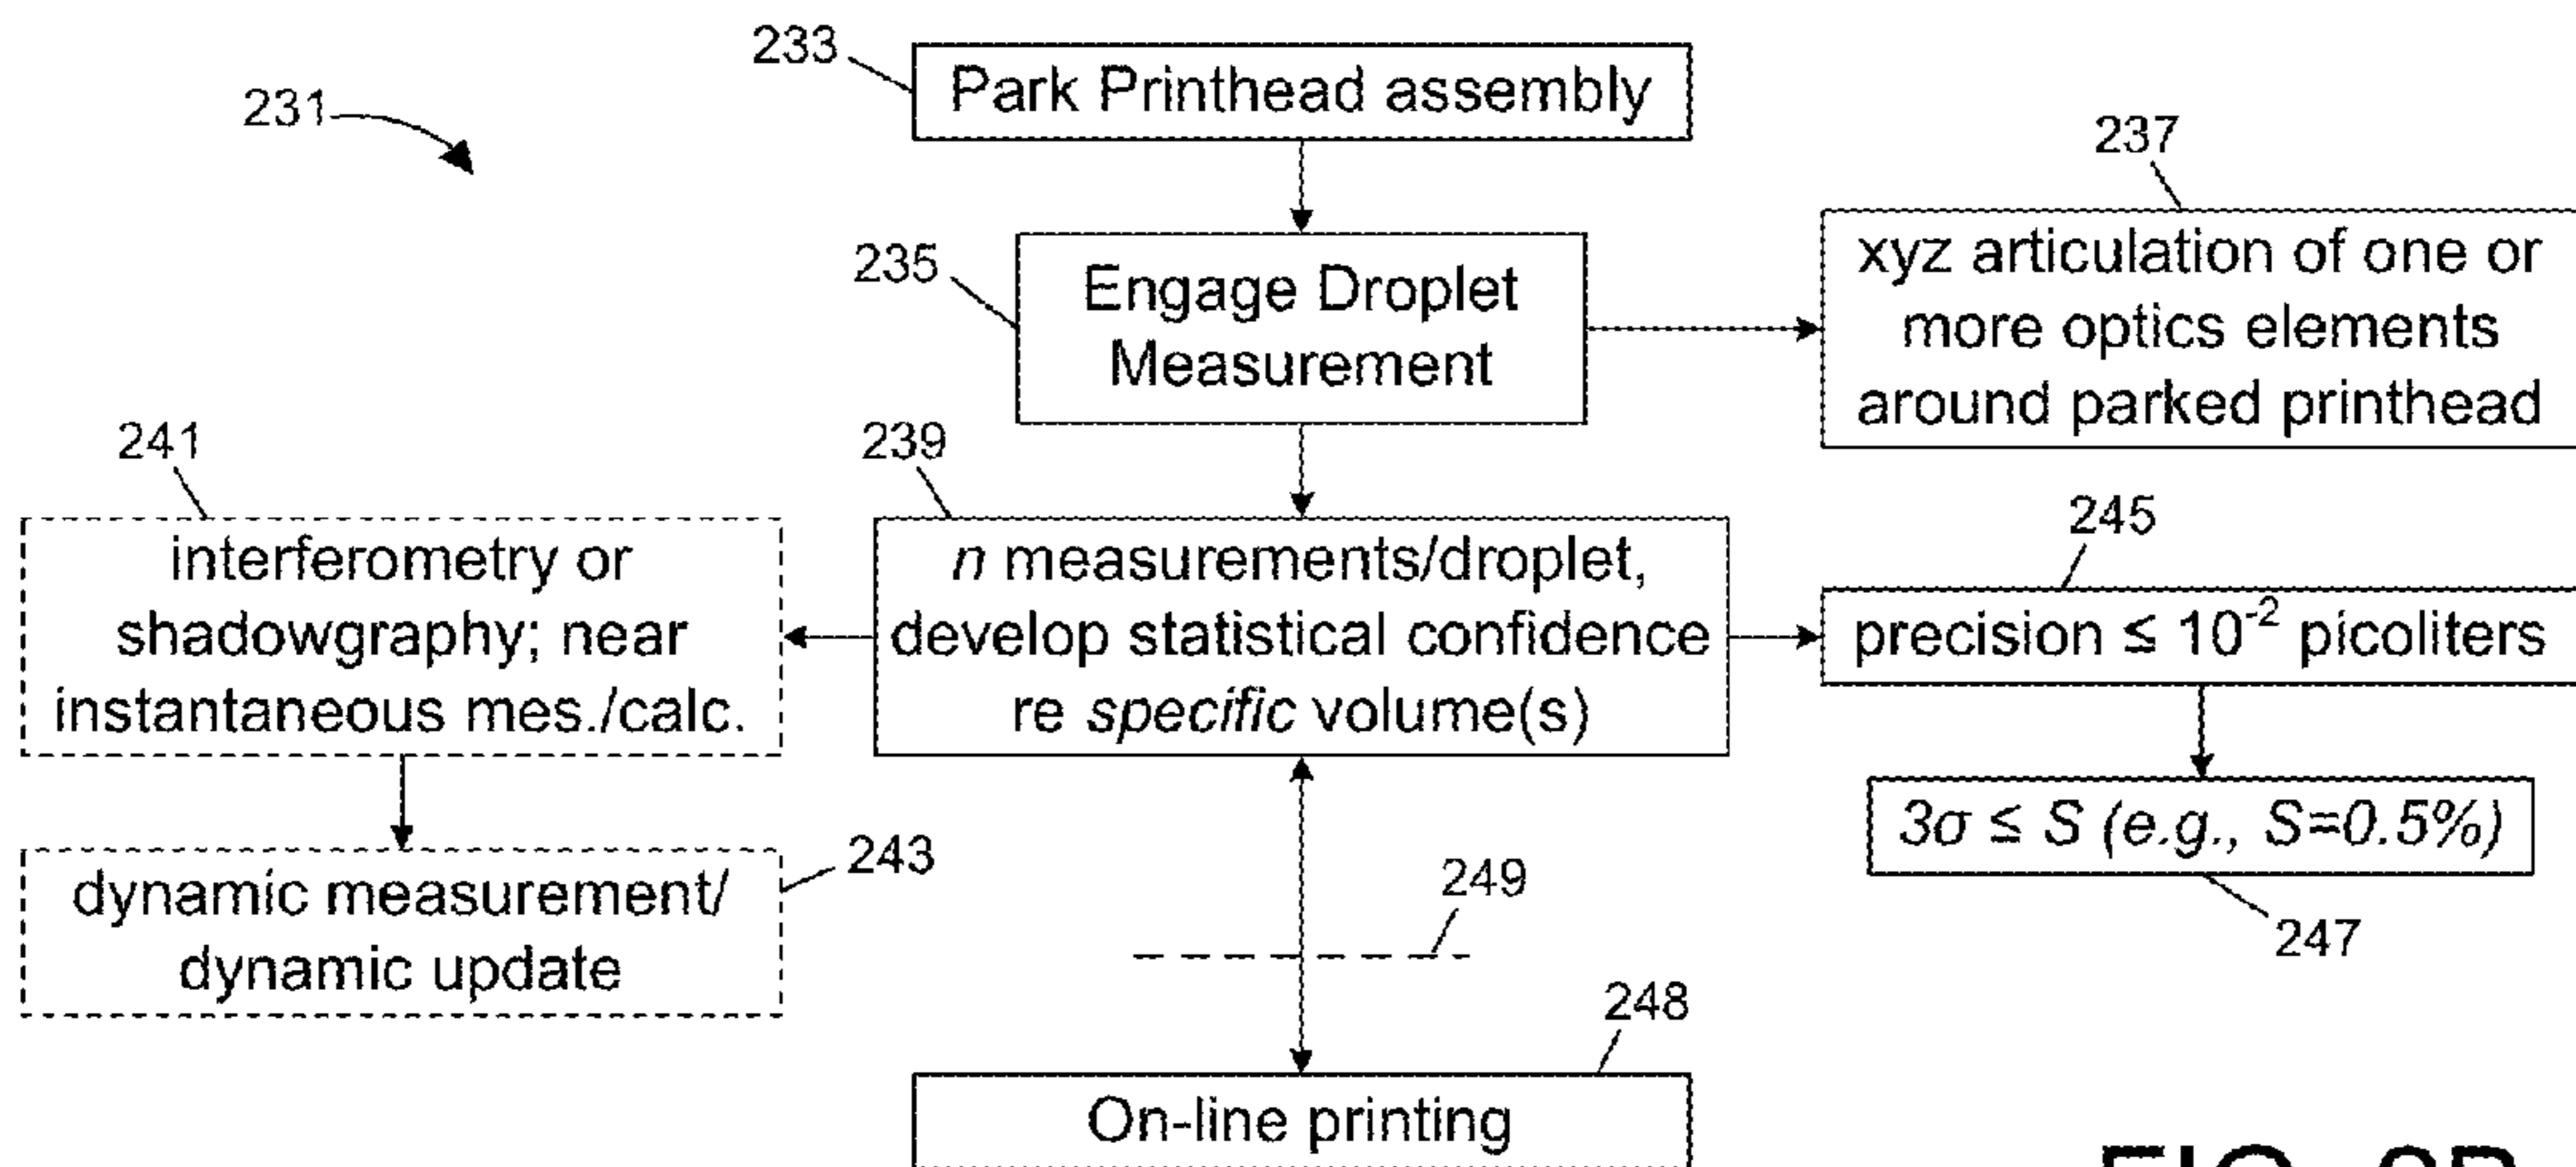 233
Park Printhead assembly
231
237
235
Engage Droplet
Measurement
xyz articulation of one or
more optics elements
around parked printhead
241
239
245
interferometry or
shadowgraphy; near
instantaneous mes./calc.
n measurements/droplet,
develop statistical confidence
re specific volume(s)
precision ≤ 10⁻² picoliters
3σ ≤ S (e.g., S=0.5%)
247
243
dynamic measurement/
dynamic update
249
248
On-line printing
FIG.